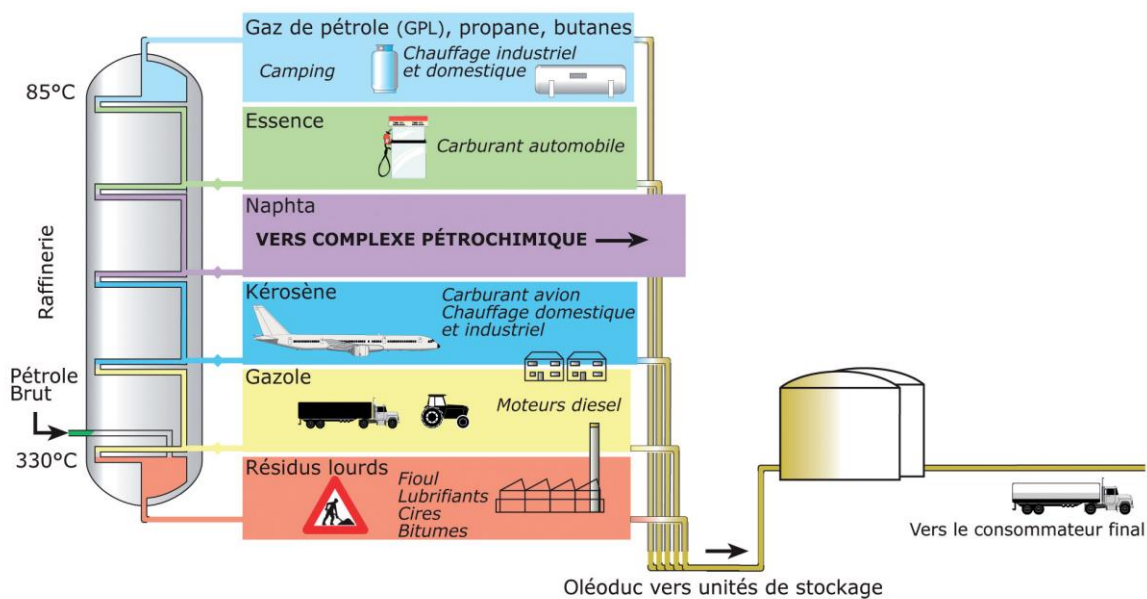 Gaz de pétrole (GPL), propane, butanes
Camping
Chauffage industriel
et domestique
85°C
Essence
Carburant automobile
Naphta
VERS COMPLEXE PÉTROCHIMIQUE
Raffinerie
Kérosène
Carburant avion
Chauffage domestique
et industriel
Pétrole
Brut
Gazole
Moteurs diesel
330°C
Résidus lourds
Fioul
Lubrifiants
Cires
Bitumes
Vers le consommateur final
Oléoduc vers unités de stockage